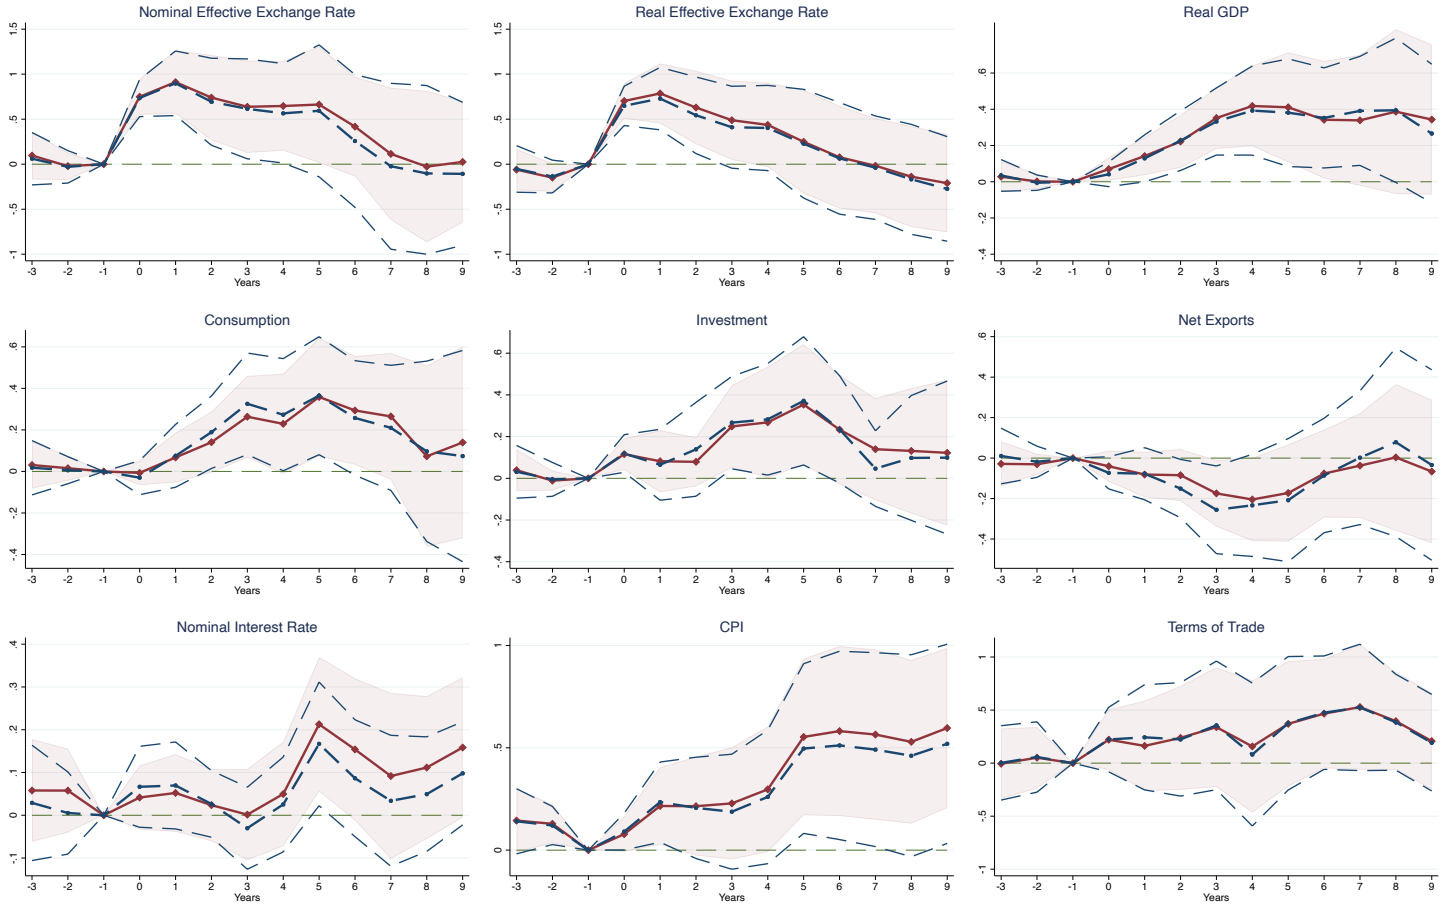 Nominal Effective Exchange Rate
1.5
1
.5
0
-.5
-1
-3 -2 -1 0 1 2 3 4 5 6 7 8 9
Years
Real Effective Exchange Rate
1.5
1
.5
0
-.5
-1
-3 -2 -1 0 1 2 3 4 5 6 7 8 9
Years
Real GDP
.6
.4
.2
0
-.2
-.4
-3 -2 -1 0 1 2 3 4 5 6 7 8 9
Years
Consumption
.6
.4
.2
0
-.2
-.4
-3 -2 -1 0 1 2 3 4 5 6 7 8 9
Years
Investment
.6
.4
.2
0
-.2
-.4
-3 -2 -1 0 1 2 3 4 5 6 7 8 9
Years
Net Exports
.6
.4
.2
0
-.2
-.4
-3 -2 -1 0 1 2 3 4 5 6 7 8 9
Years
Nominal Interest Rate
.4
.3
.2
.1
0
-.1
-3 -2 -1 0 1 2 3 4 5 6 7 8 9
Years
CPI
1
.5
0
-3 -2 -1 0 1 2 3 4 5 6 7 8 9
Years
Terms of Trade
1
.5
0
-.5
-1
-3 -2 -1 0 1 2 3 4 5 6 7 8 9
Years